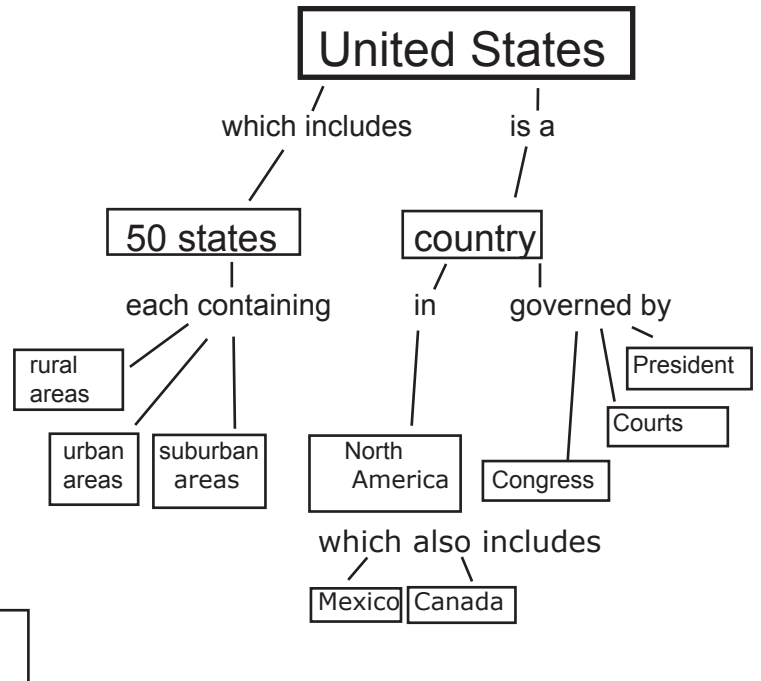 United States
which includes
is a
50 states
country
each containing
in
governed by
rural
areas
President
Courts
urban
areas
suburban
areas
North
America
Congress
which also includes
Mexico
Canada